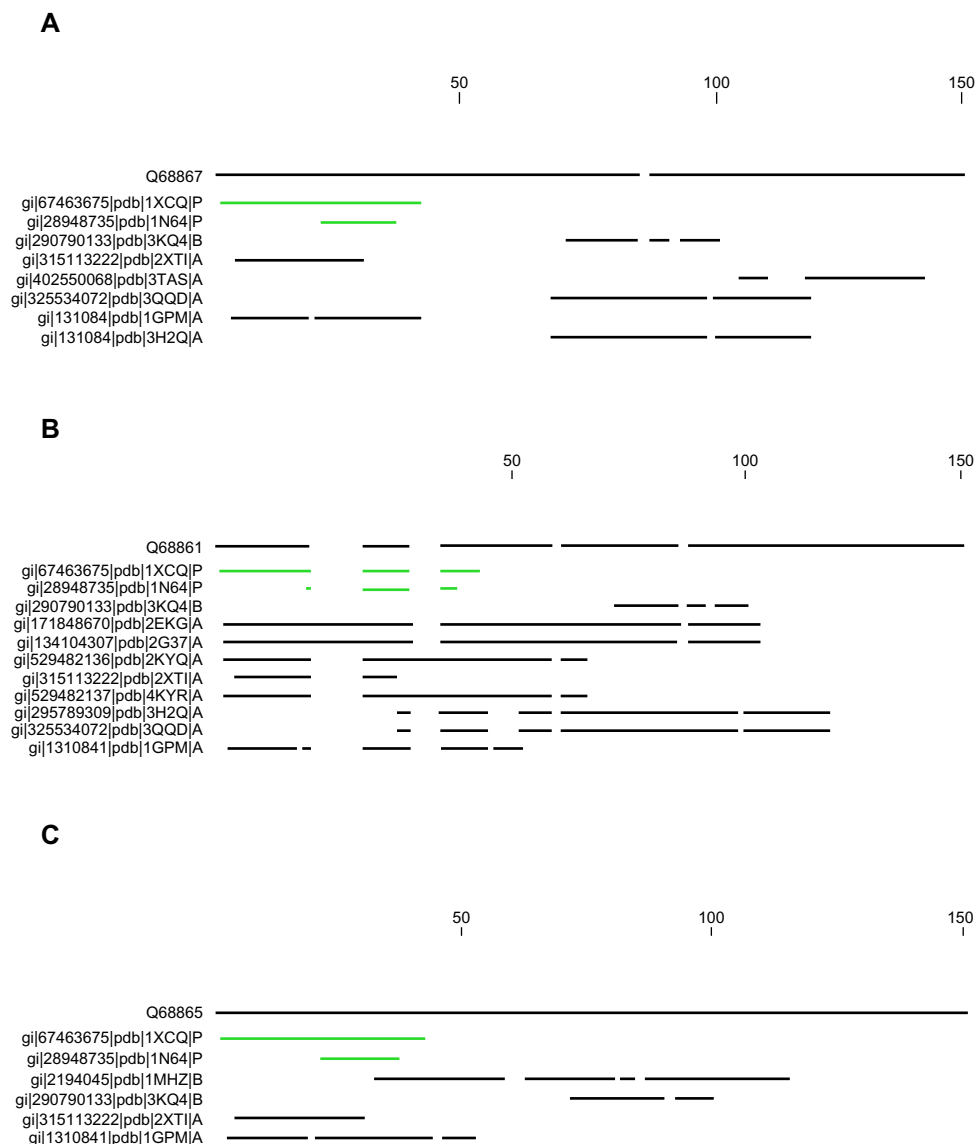 A
50 100 150
Q68867
gi|67463675|pdb|1XCQ|P
gi|28948735|pdb|1N64|P
gi|290790133|pdb|3KQ4|B
gi|315113222|pdb|2XTI|A
gi|402550068|pdb|3TAS|A
gi|325534072|pdb|3QQD|A
gi|131084|pdb|1GPM|A
gi|131084|pdb|3H2Q|A
B
50 100 150
Q68861
gi|67463675|pdb|1XCQ|P
gi|28948735|pdb|1N64|P
gi|290790133|pdb|3KQ4|B
gi|171848670|pdb|2EKG|A
gi|134104307|pdb|2G37|A
gi|529482136|pdb|2KYQ|A
gi|315113222|pdb|2XTI|A
gi|529482137|pdb|4KYR|A
gi|295789309|pdb|3H2Q|A
gi|325534072|pdb|3QQD|A
gi|1310841|pdb|1GPM|A
C
50 100 150
Q68865
gi|67463675|pdb|1XCQ|P
gi|28948735|pdb|1N64|P
gi|2194045|pdb|1MHZ|B
gi|290790133|pdb|3KQ4|B
gi|315113222|pdb|2XTI|A
gi|1310841|pdb|1GPM|A